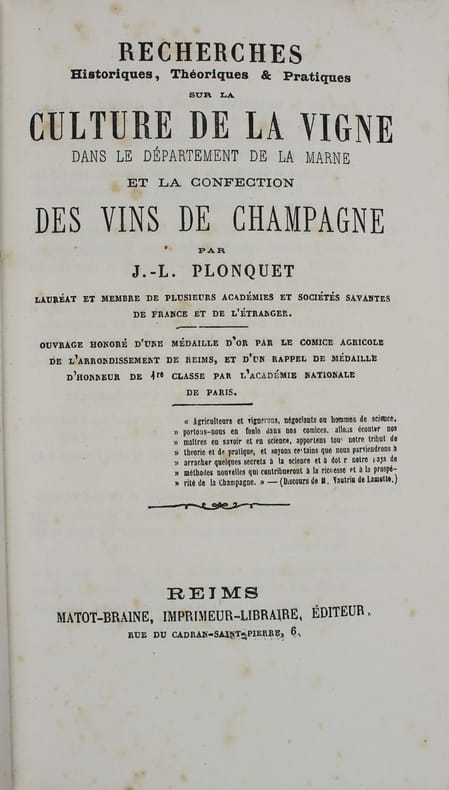 RECHERCHES
Historiques, Théoriques & Pratiques
SUR LA
CULTURE DE LA VIGNE
DANS LE DÉPARTEMENT DE LA MARNE
ET LA CONFECTION
DES VINS DE CHAMPAGNE
PAR
J.-L. PLONQUET
LAURÉAT ET MEMBRE DE PLUSIEURS ACADÉMIES ET SOCIÉTÉS SAVANTES
DE FRANCE ET DE L'ÉTRANGER.
OUVRAGE HONORÉ D'UNE MÉDAILLE D'OR PAR LE COMICE AGRICOLE
DE L'ARRONDISSEMENT DE REIMS, ET D'UN RAPPEL DE MÉDAILLE
D'HONNEUR DE 1re CLASSE PAR L'ACADÉMIE NATIONALE
DE PARIS.
« Agriculteurs et vignerons, négociants ou hommes de science,
» portons-nous en foule dans nos comices, allons écouter nos
» maîtres en savoir et en science, apportons tous notre tribut de
» théorie et de pratique, et soyons certains que nous parviendrons à
» arracher quelques secrets à la science et à doter notre pays de
» méthodes nouvelles qui contribueront à la richesse et à la prospé-
» rité de la Champagne. » — (Discours de M. Vautrin de Lamotte.)
REIMS
MATOT-BRAINE, IMPRIMEUR-LIBRAIRE, ÉDITEUR,
RUE DU CADRAN-SAINT-PIERRE, 6,